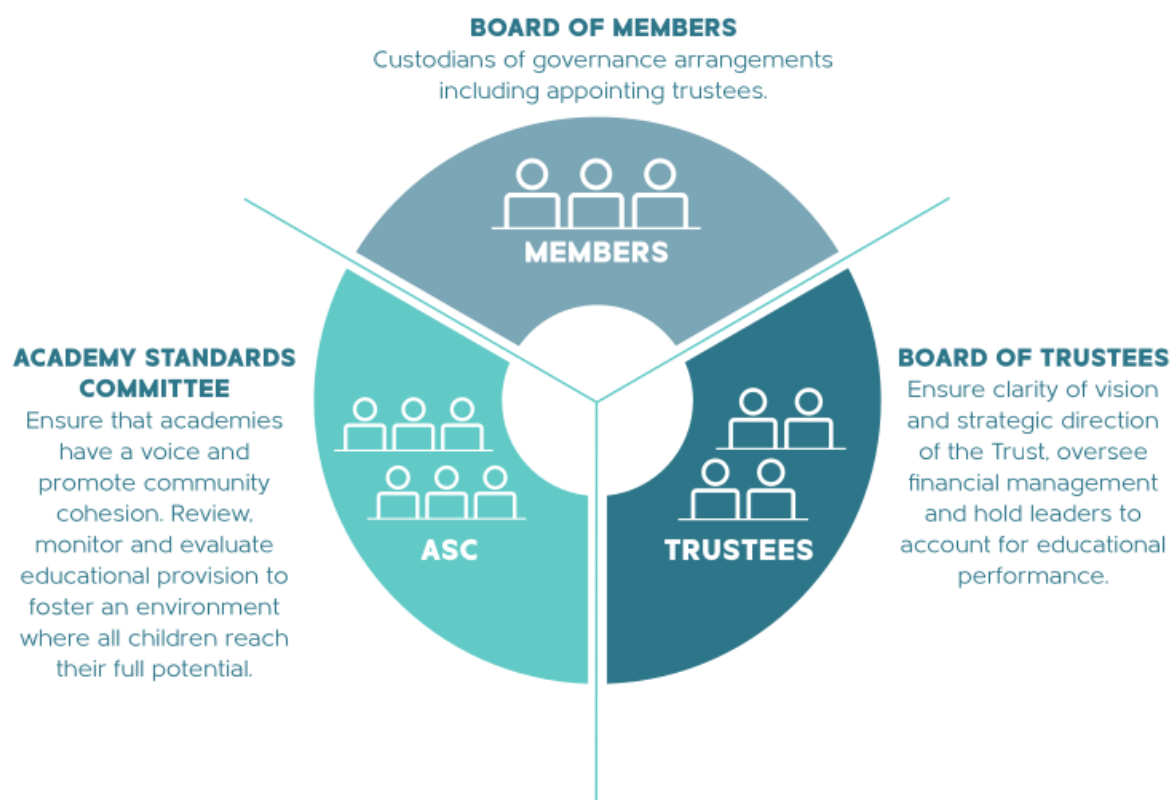 BOARD OF MEMBERS
Custodians of governance arrangements
including appointing trustees.
MEMBERS
ACADEMY STANDARDS
COMMITTEE
Ensure that academies
have a voice and
promote community
cohesion. Review,
monitor and evaluate
educational provision to
foster an environment
where all children reach
their full potential.
ASC
TRUSTEES
BOARD OF TRUSTEES
Ensure clarity of vision
and strategic direction
of the Trust, oversee
financial management
and hold leaders to
account for educational
performance.